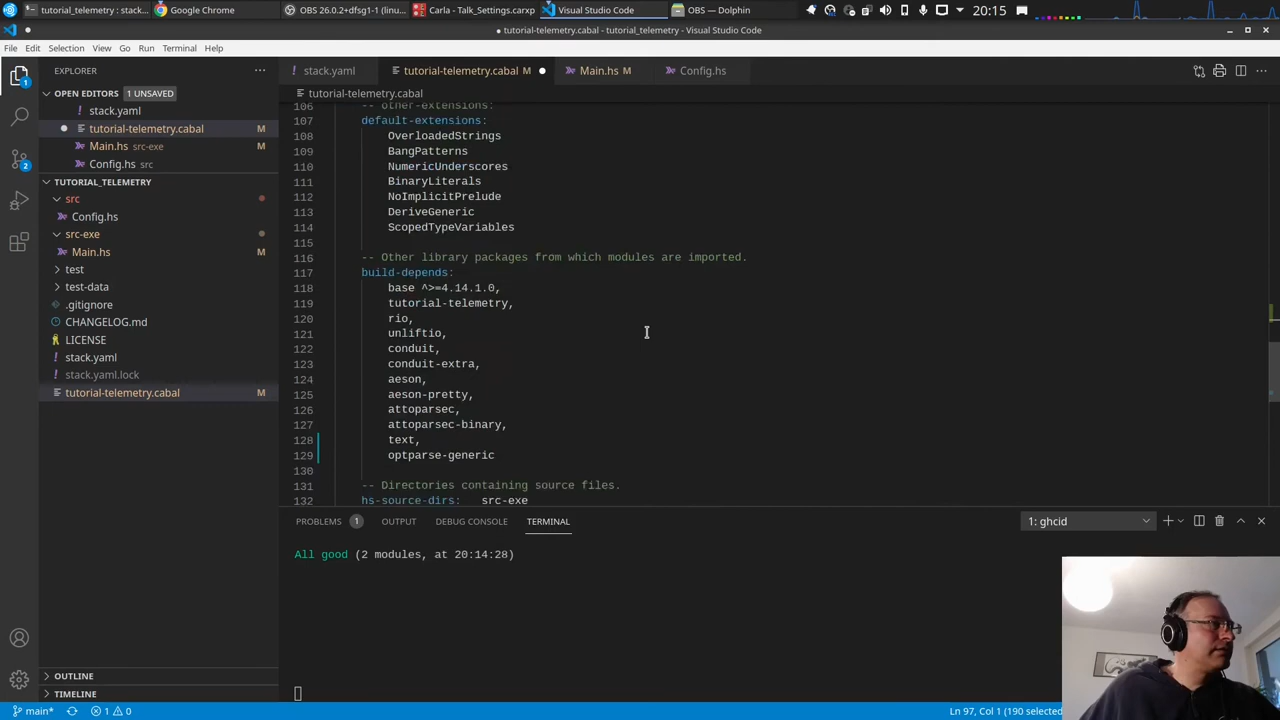 tutorial_telemetry : stack...
Google Chrome
OBS 26.0.2+dfsg1-1 (linu...
Carla - Talk_Settings.carxp
Visual Studio Code
OBS — Dolphin
20:15
● tutorial-telemetry.cabal - tutorial_telemetry - Visual Studio Code
File Edit Selection View Go Run Terminal Help
EXPLORER
OPEN EDITORS 1 UNSAVED
stack.yaml
tutorial-telemetry.cabal M
Main.hs src-exe M
Config.hs src
TUTORIAL_TELEMETRY
src
Config.hs
src-exe
Main.hs M
test
test-data
.gitignore
CHANGELOG.md
LICENSE
stack.yaml
stack.yaml.lock
tutorial-telemetry.cabal M
OUTLINE
TIMELINE
1
2
stack.yaml
tutorial-telemetry.cabal M
Main.hs M
Config.hs
tutorial-telemetry.cabal
106 -- other-extensions:
107 default-extensions:
108 OverloadedStrings
109 BangPatterns
110 NumericUnderscores
111 BinaryLiterals
112 NoImplicitPrelude
113 DeriveGeneric
114 ScopedTypeVariables
115
116 -- Other library packages from which modules are imported.
117 build-depends:
118 base ^>=4.14.1.0,
119 tutorial-telemetry,
120 rio,
121 unliftio,
122 conduit,
123 conduit-extra,
124 aeson,
125 aeson-pretty,
126 attoparsec,
127 attoparsec-binary,
128 text,
129 optparse-generic
130
131 -- Directories containing source files.
132 hs-source-dirs: src-exe
PROBLEMS 1 OUTPUT DEBUG CONSOLE TERMINAL
1: ghcid
All good (2 modules, at 20:14:28)
main* 1 0
Ln 97, Col 1 (190 selected)